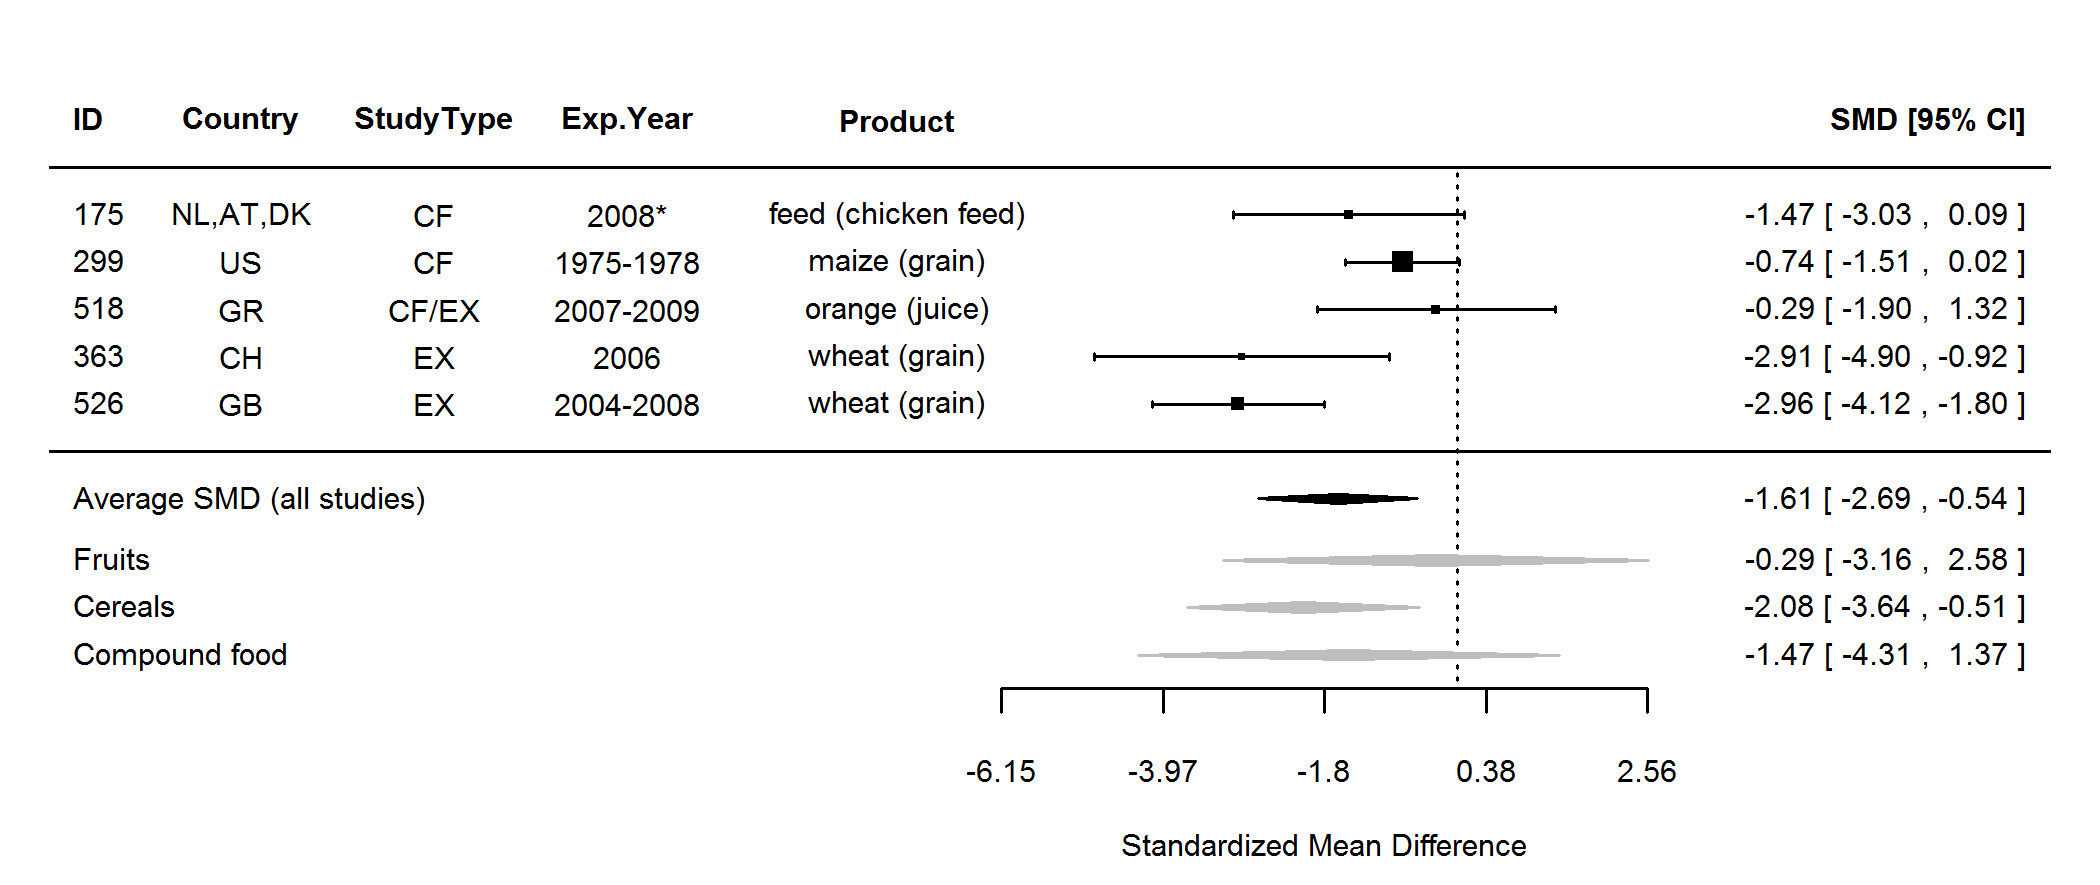 ID Country StudyType Exp.Year Product SMD [95% CI]
175 NL,AT,DK CF 2008* feed (chicken feed) -1.47 [ -3.03 , 0.09 ]
299 US CF 1975-1978 maize (grain) -0.74 [ -1.51 , 0.02 ]
518 GR CF/EX 2007-2009 orange (juice) -0.29 [ -1.90 , 1.32 ]
363 CH EX 2006 wheat (grain) -2.91 [ -4.90 , -0.92 ]
526 GB EX 2004-2008 wheat (grain) -2.96 [ -4.12 , -1.80 ]
Average SMD (all studies) -1.61 [ -2.69 , -0.54 ]
Fruits -0.29 [ -3.16 , 2.58 ]
Cereals -2.08 [ -3.64 , -0.51 ]
Compound food -1.47 [ -4.31 , 1.37 ]
-6.15 -3.97 -1.8 0.38 2.56
Standardized Mean Difference